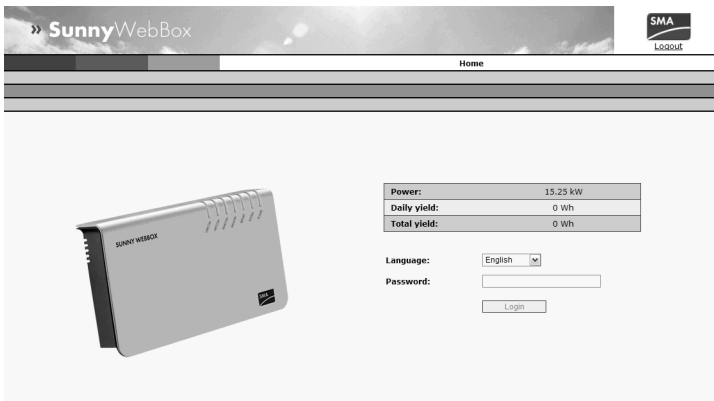 » SunnyWebBox
SMA
Logout
Home
Power: 15.25 kW
Daily yield: 0 Wh
Total yield: 0 Wh
SUNNY WEBBOX
SMA
Language: English
Password:
Login